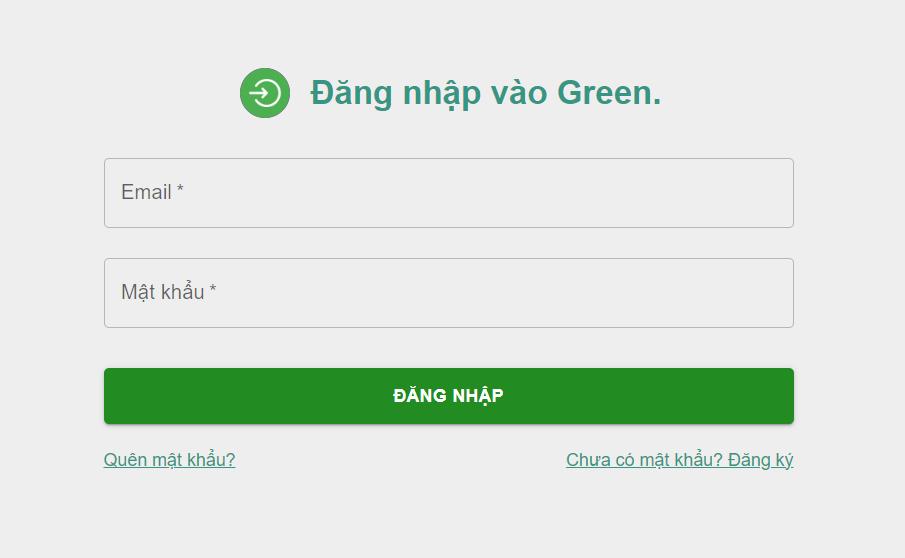 Đăng nhập vào Green.
Email *
Mật khẩu *
ĐĂNG NHẬP
Quên mật khẩu?
Chưa có mật khẩu? Đăng ký